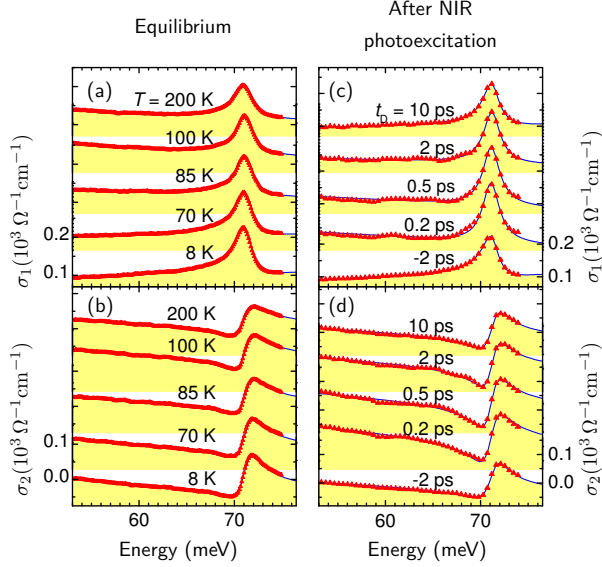 Equilibrium
After NIR
photoexcitation
(a)
T = 200 K
100 K
85 K
70 K
8 K
0.2
0.1
σ₁(10³ Ω⁻¹cm⁻¹)
(c)
t_D = 10 ps
2 ps
0.5 ps
0.2 ps
-2 ps
0.2
0.1
σ₁(10³ Ω⁻¹cm⁻¹)
(b)
200 K
100 K
85 K
70 K
8 K
0.1
0.0
σ₂(10³ Ω⁻¹cm⁻¹)
(d)
10 ps
2 ps
0.5 ps
0.2 ps
-2 ps
0.1
0.0
σ₂(10³ Ω⁻¹cm⁻¹)
60 70
60 70
Energy (meV)
Energy (meV)